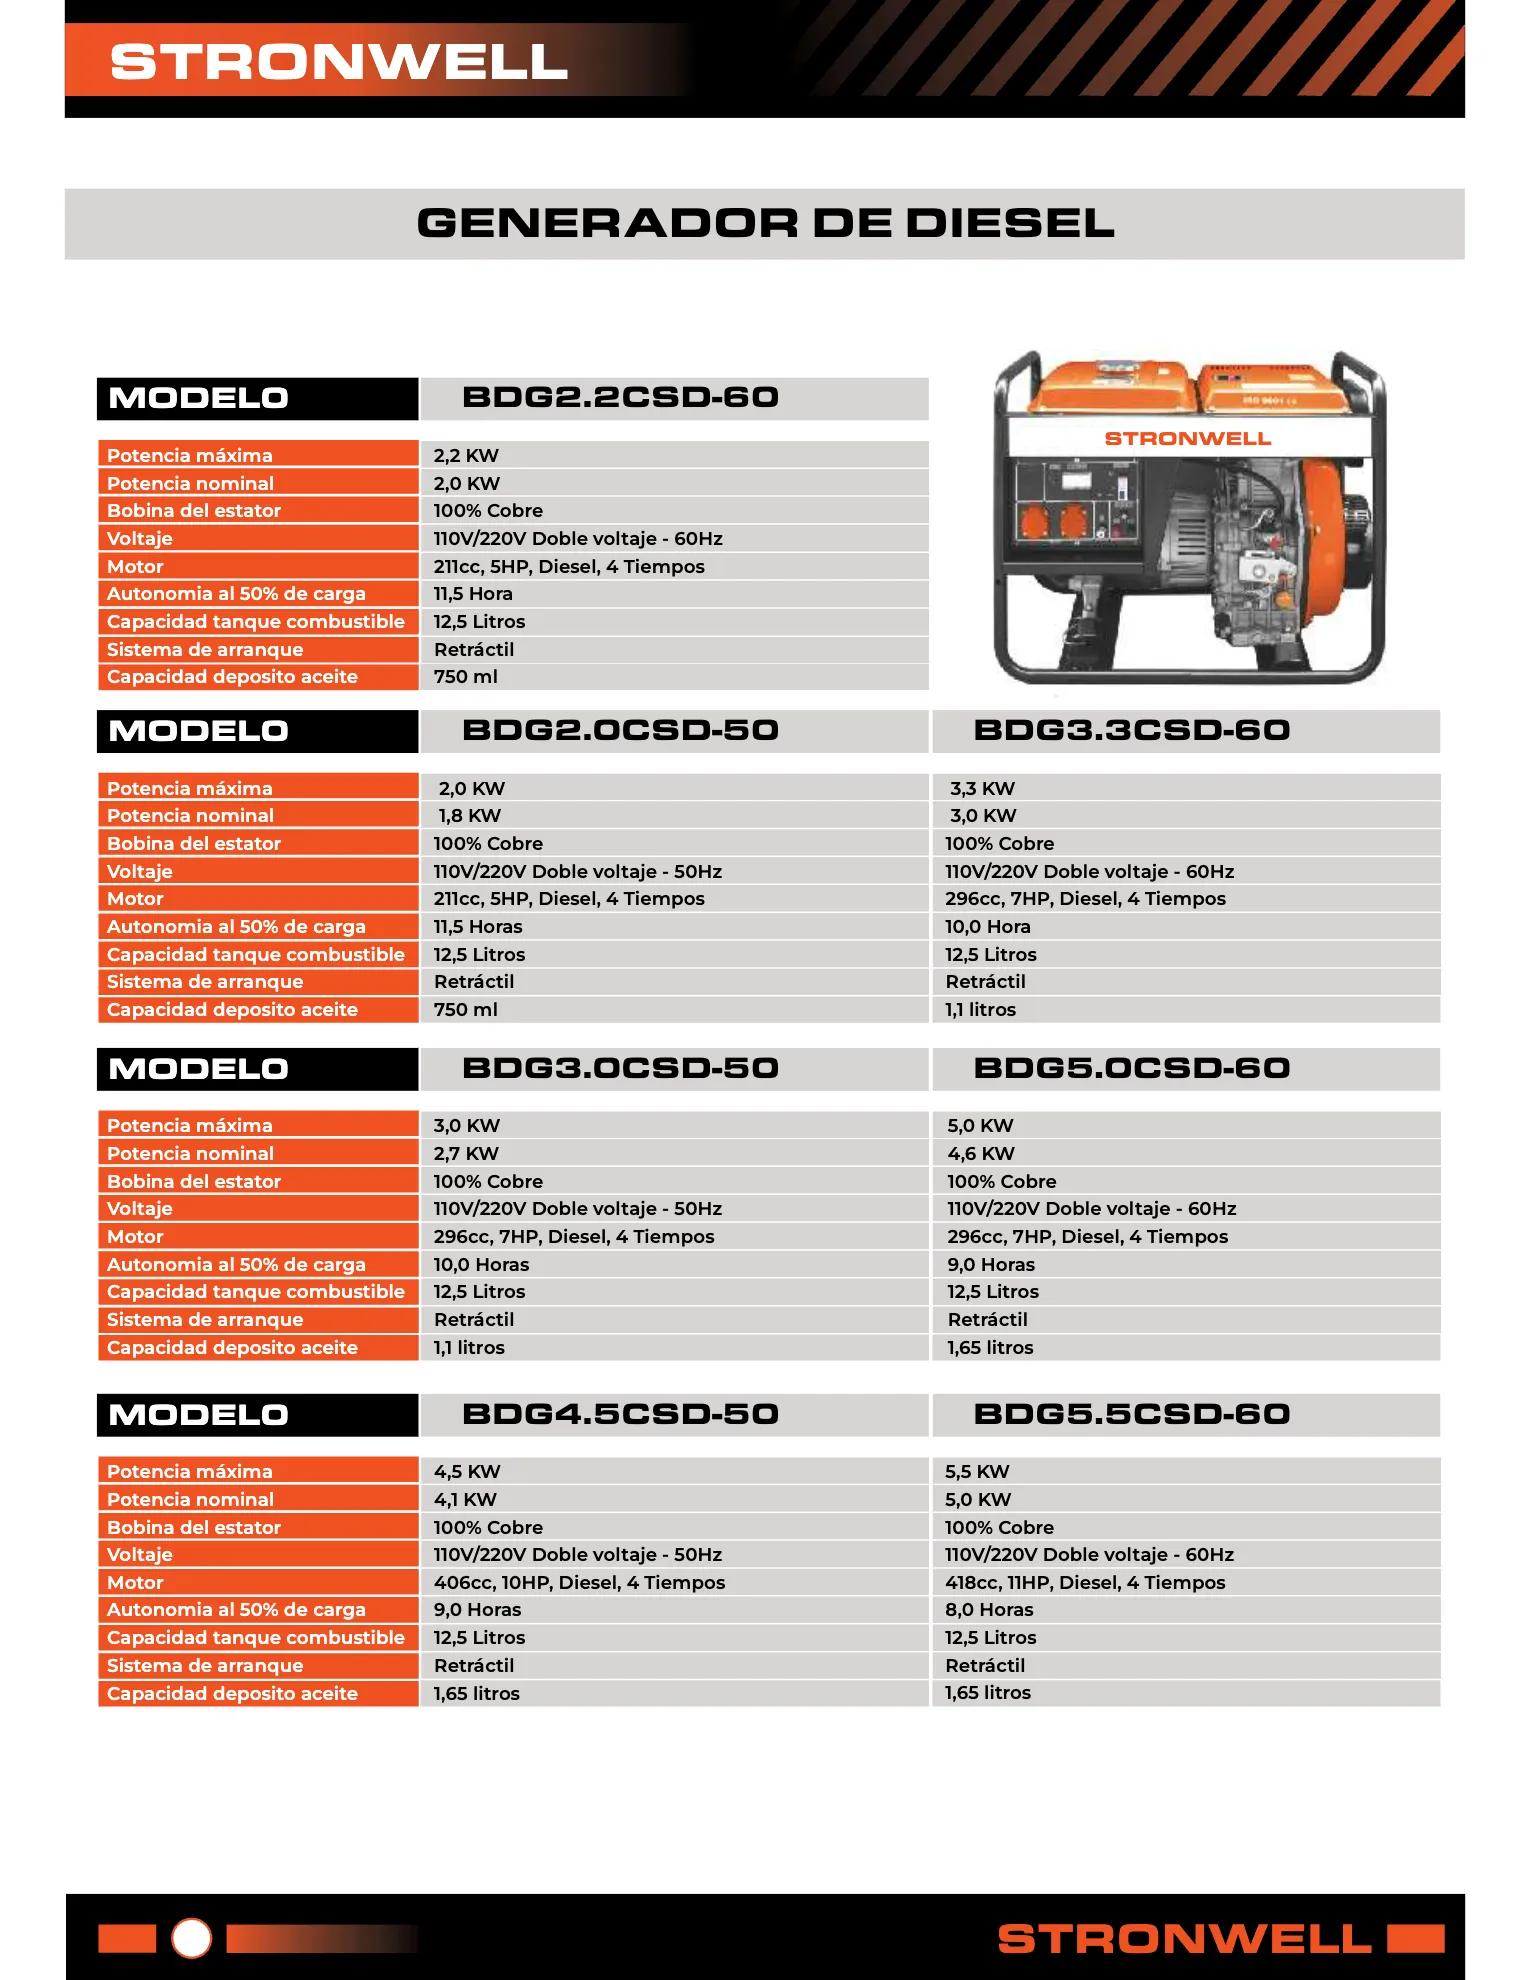 STRONWELL
GENERADOR DE DIESEL
STRONWELL
MODELO BDG2.2CSD-60
Potencia máxima 2,2 KW
Potencia nominal 2,0 KW
Bobina del estator 100% Cobre
Voltaje 110V/220V Doble voltaje - 60Hz
Motor 211cc, 5HP, Diesel, 4 Tiempos
Autonomia al 50% de carga 11,5 Hora
Capacidad tanque combustible 12,5 Litros
Sistema de arranque Retráctil
Capacidad deposito aceite 750 ml
MODELO BDG2.0CSD-50 BDG3.3CSD-60
Potencia máxima 2,0 KW 3,3 KW
Potencia nominal 1,8 KW 3,0 KW
Bobina del estator 100% Cobre 100% Cobre
Voltaje 110V/220V Doble voltaje - 50Hz 110V/220V Doble voltaje - 60Hz
Motor 211cc, 5HP, Diesel, 4 Tiempos 296cc, 7HP, Diesel, 4 Tiempos
Autonomia al 50% de carga 11,5 Horas 10,0 Hora
Capacidad tanque combustible 12,5 Litros 12,5 Litros
Sistema de arranque Retráctil Retráctil
Capacidad deposito aceite 750 ml 1,1 litros
MODELO BDG3.0CSD-50 BDG5.0CSD-60
Potencia máxima 3,0 KW 5,0 KW
Potencia nominal 2,7 KW 4,6 KW
Bobina del estator 100% Cobre 100% Cobre
Voltaje 110V/220V Doble voltaje - 50Hz 110V/220V Doble voltaje - 60Hz
Motor 296cc, 7HP, Diesel, 4 Tiempos 296cc, 7HP, Diesel, 4 Tiempos
Autonomia al 50% de carga 10,0 Horas 9,0 Horas
Capacidad tanque combustible 12,5 Litros 12,5 Litros
Sistema de arranque Retráctil Retráctil
Capacidad deposito aceite 1,1 litros 1,65 litros
MODELO BDG4.5CSD-50 BDG5.5CSD-60
Potencia máxima 4,5 KW 5,5 KW
Potencia nominal 4,1 KW 5,0 KW
Bobina del estator 100% Cobre 100% Cobre
Voltaje 110V/220V Doble voltaje - 50Hz 110V/220V Doble voltaje - 60Hz
Motor 406cc, 10HP, Diesel, 4 Tiempos 418cc, 11HP, Diesel, 4 Tiempos
Autonomia al 50% de carga 9,0 Horas 8,0 Horas
Capacidad tanque combustible 12,5 Litros 12,5 Litros
Sistema de arranque Retráctil Retráctil
Capacidad deposito aceite 1,65 litros 1,65 litros
STRONWELL